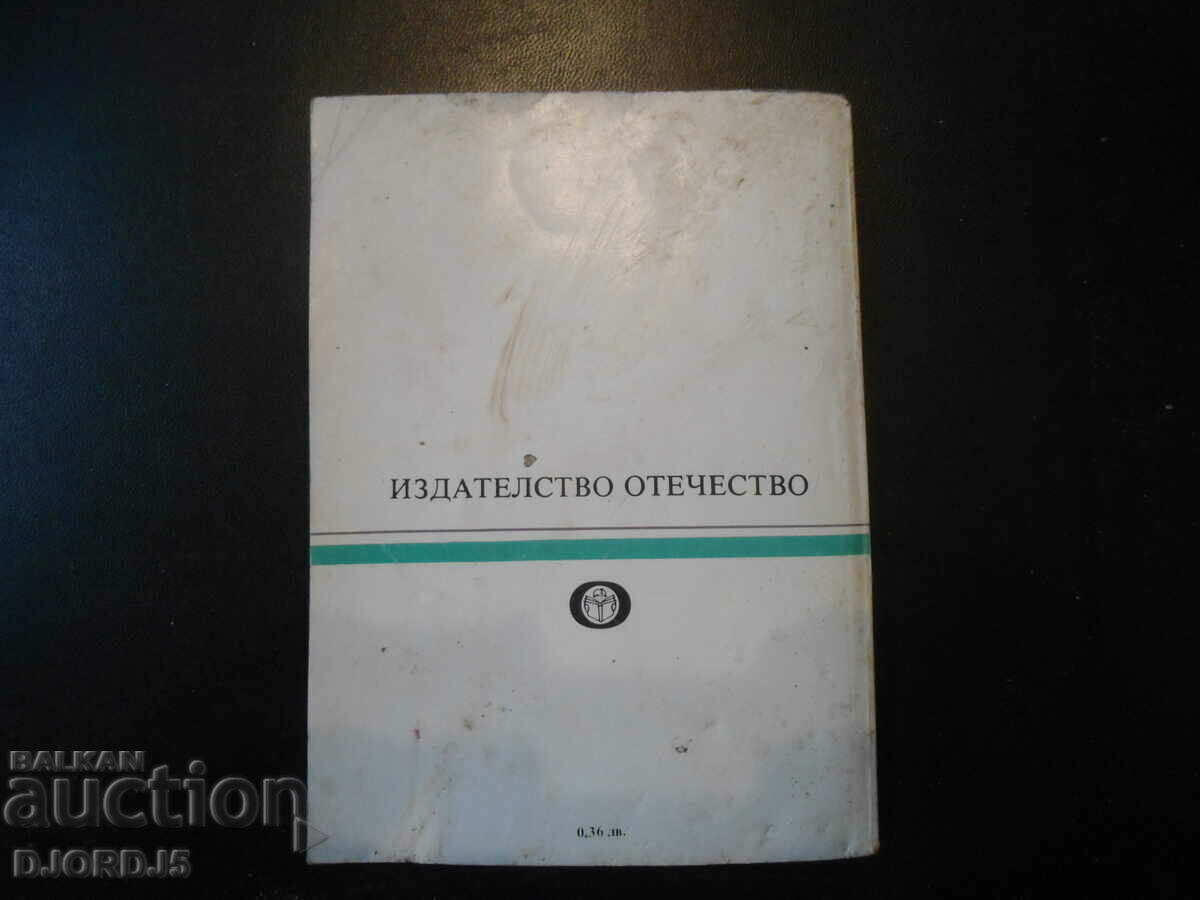 ИЗДАТЕЛСТВО ОТЕЧЕСТВО
0,36 лв.
BALKAN
auction
DJORDJ5